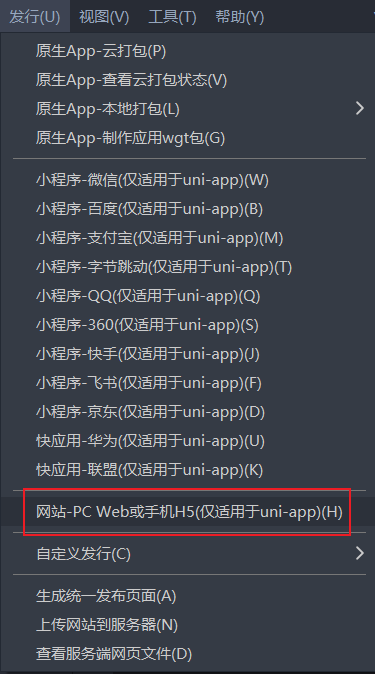 发行(U) 视图(V) 工具(T) 帮助(Y)
原生App-云打包(P)
原生App-查看云打包状态(V)
原生App-本地打包(L)
原生App-制作应用wgt包(G)
小程序-微信(仅适用于uni-app)(W)
小程序-百度(仅适用于uni-app)(B)
小程序-支付宝(仅适用于uni-app)(M)
小程序-字节跳动(仅适用于uni-app)(T)
小程序-QQ(仅适用于uni-app)(Q)
小程序-360(仅适用于uni-app)(S)
小程序-快手(仅适用于uni-app)(J)
小程序-飞书(仅适用于uni-app)(F)
小程序-京东(仅适用于uni-app)(D)
快应用-华为(仅适用于uni-app)(U)
快应用-联盟(仅适用于uni-app)(K)
网站-PC Web或手机H5(仅适用于uni-app)(H)
自定义发行(C)
生成统一发布页面(A)
上传网站到服务器(N)
查看服务端网页文件(D)